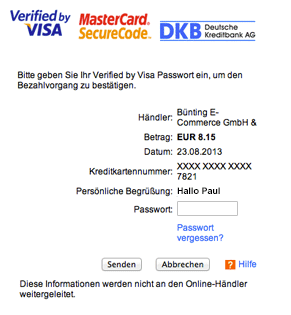 Verified by VISA
MasterCard. SecureCode.
DKB Deutsche Kreditbank AG
Bitte geben Sie Ihr Verified by Visa Passwort ein, um den
Bezahlvorgang zu bestätigen.
Händler: Bünting E-
Commerce GmbH &
Betrag: EUR 8.15
Datum: 23.08.2013
Kreditkartennummer: XXXX XXXX XXXX
7821
Persönliche Begrüßung: Hallo Paul
Passwort:
Passwort
vergessen?
Senden Abbrechen ? Hilfe
Diese Informationen werden nicht an den Online-Händler
weitergeleitet.